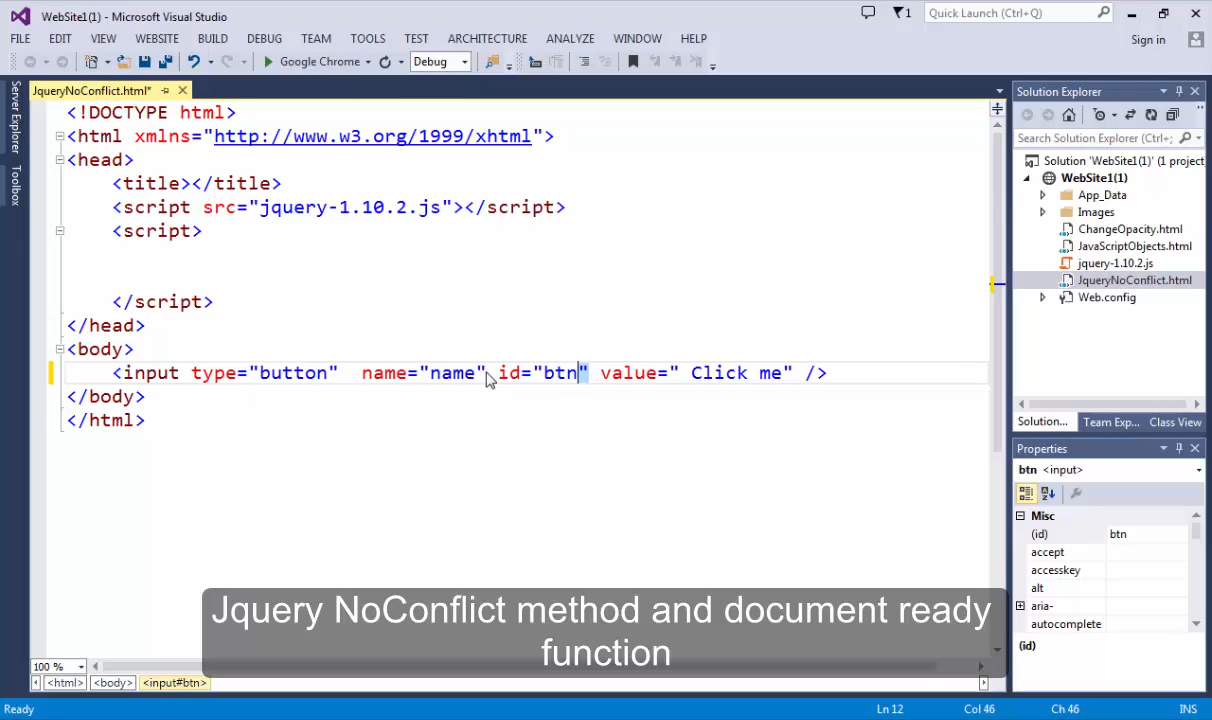 WebSite1(1) - Microsoft Visual Studio
1
Quick Launch (Ctrl+Q)
FILE EDIT VIEW WEBSITE BUILD DEBUG TEAM TOOLS TEST ARCHITECTURE ANALYZE WINDOW HELP
Sign in
Google Chrome
Debug
Server Explorer
Toolbox
JqueryNoConflict.html*
<!DOCTYPE html>
<html xmlns="http://www.w3.org/1999/xhtml">
<head>
<title></title>
<script src="jquery-1.10.2.js"></script>
<script>
</script>
</head>
<body>
<input type="button"  name="name" id="btn" value=" Click me" />
</body>
</html>
Solution Explorer
Search Solution Explorer (Ctrl+;
Solution 'WebSite1(1)' (1 project
WebSite1(1)
App_Data
Images
ChangeOpacity.html
JavaScriptObjects.html
jquery-1.10.2.js
JqueryNoConflict.html
Web.config
Solution... Team Exp... Class View
Properties
btn <input>
Misc
(id) btn
accept
accesskey
alt
aria-
autocomplete
(id)
Jquery NoConflict method and document ready
function
100 %
<html> <body> <input#btn>
Ready
Ln 12 Col 46 Ch 46 INS